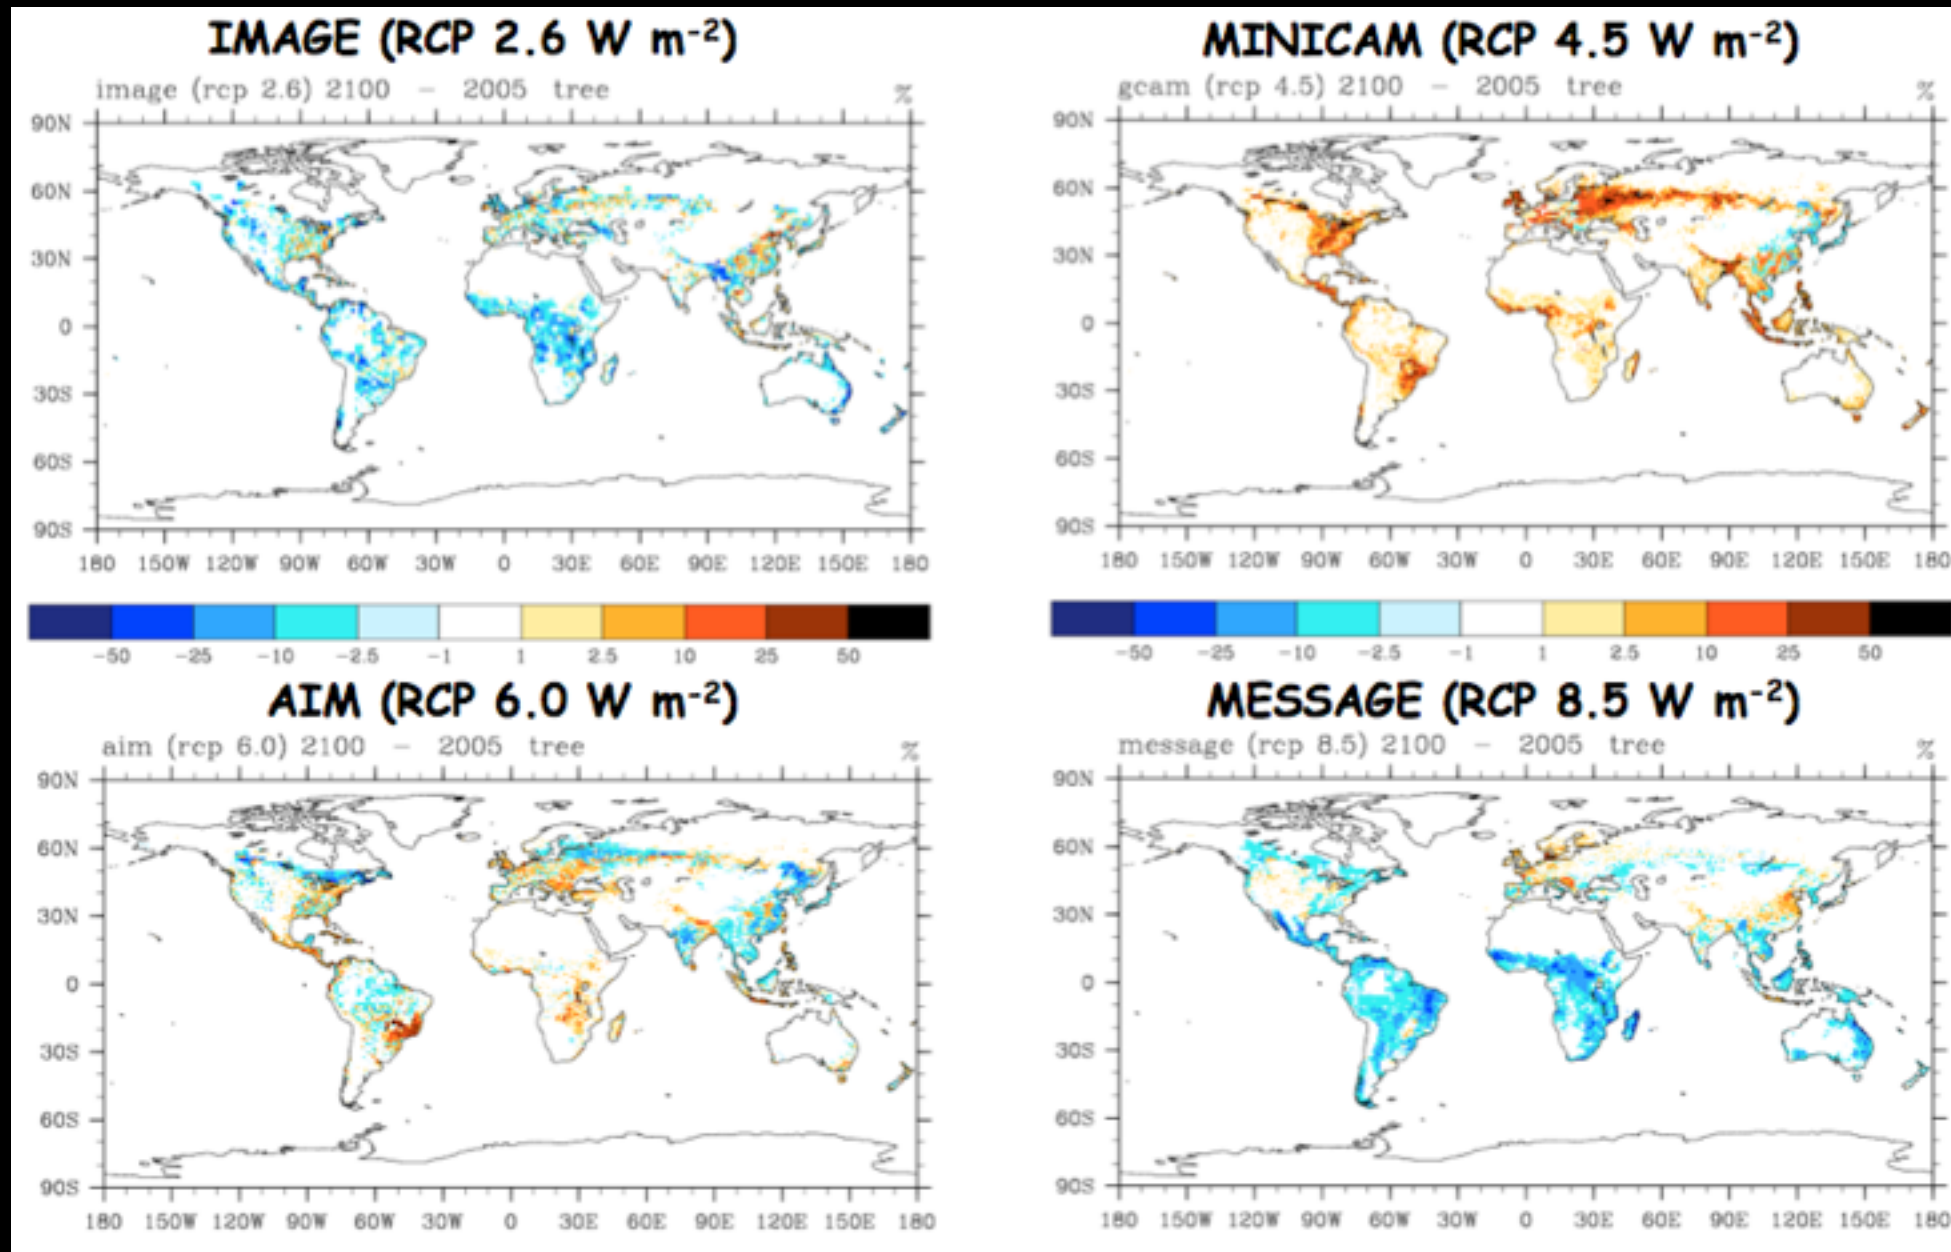 IMAGE (RCP 2.6 W m⁻²)
image (rcp 2.6) 2100 − 2005 tree %
90N
60N
30N
0
30S
60S
90S
180 150W 120W 90W 60W 30W 0 30E 60E 90E 120E 150E 180
-50 -25 -10 -2.5 -1 1 2.5 10 25 50
MINICAM (RCP 4.5 W m⁻²)
gcam (rcp 4.5) 2100 − 2005 tree %
90N
60N
30N
0
30S
60S
90S
180 150W 120W 90W 60W 30W 0 30E 60E 90E 120E 150E 180
-50 -25 -10 -2.5 -1 1 2.5 10 25 50
AIM (RCP 6.0 W m⁻²)
aim (rcp 6.0) 2100 − 2005 tree %
90N
60N
30N
0
30S
60S
90S
180 150W 120W 90W 60W 30W 0 30E 60E 90E 120E 150E 180
MESSAGE (RCP 8.5 W m⁻²)
message (rcp 8.5) 2100 − 2005 tree %
90N
60N
30N
0
30S
60S
90S
180 150W 120W 90W 60W 30W 0 30E 60E 90E 120E 150E 180